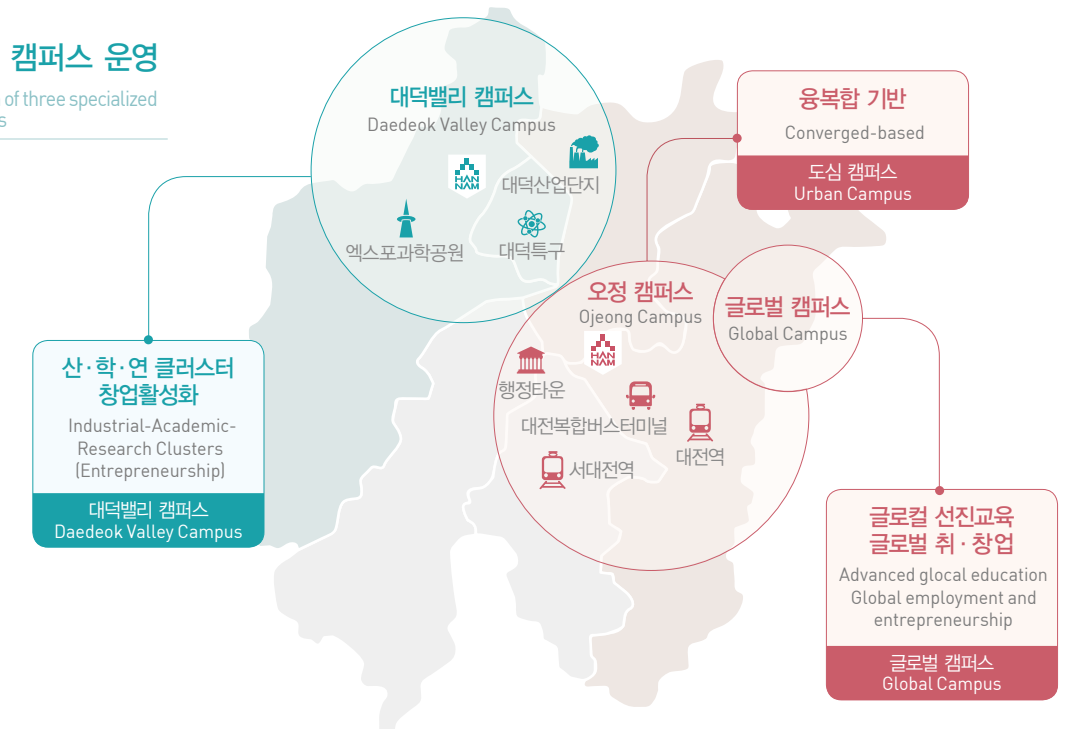 캠퍼스 운영
of three specialized
s
대덕밸리 캠퍼스
Daedeok Valley Campus
HAN
NAM
대덕산업단지
엑스포과학공원
대덕특구
융복합 기반
Converged-based
도심 캠퍼스
Urban Campus
오정 캠퍼스
Ojeong Campus
HAN
NAM
행정타운
대전복합버스터미널
대전역
서대전역
글로벌 캠퍼스
Global Campus
산·학·연 클러스터
창업활성화
Industrial-Academic-
Research Clusters
(Entrepreneurship)
대덕밸리 캠퍼스
Daedeok Valley Campus
글로컬 선진교육
글로벌 취·창업
Advanced glocal education
Global employment and
entrepreneurship
글로벌 캠퍼스
Global Campus